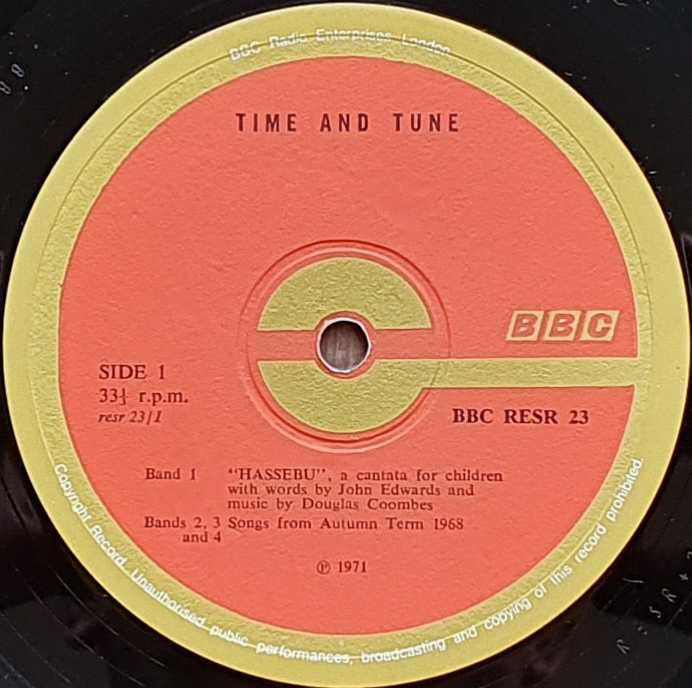 BBC Radio Enterprises London
TIME AND TUNE
BBC
SIDE 1
33⅓ r.p.m.
resr 23/1
BBC RESR 23
Band 1 "HASSEBU", a cantata for children
with words by John Edwards and
music by Douglas Coombes
Bands 2, 3 Songs from Autumn Term 1968
and 4
℗ 1971
Copyright Record. Unauthorised public performances, broadcasting and copying of this record prohibited.